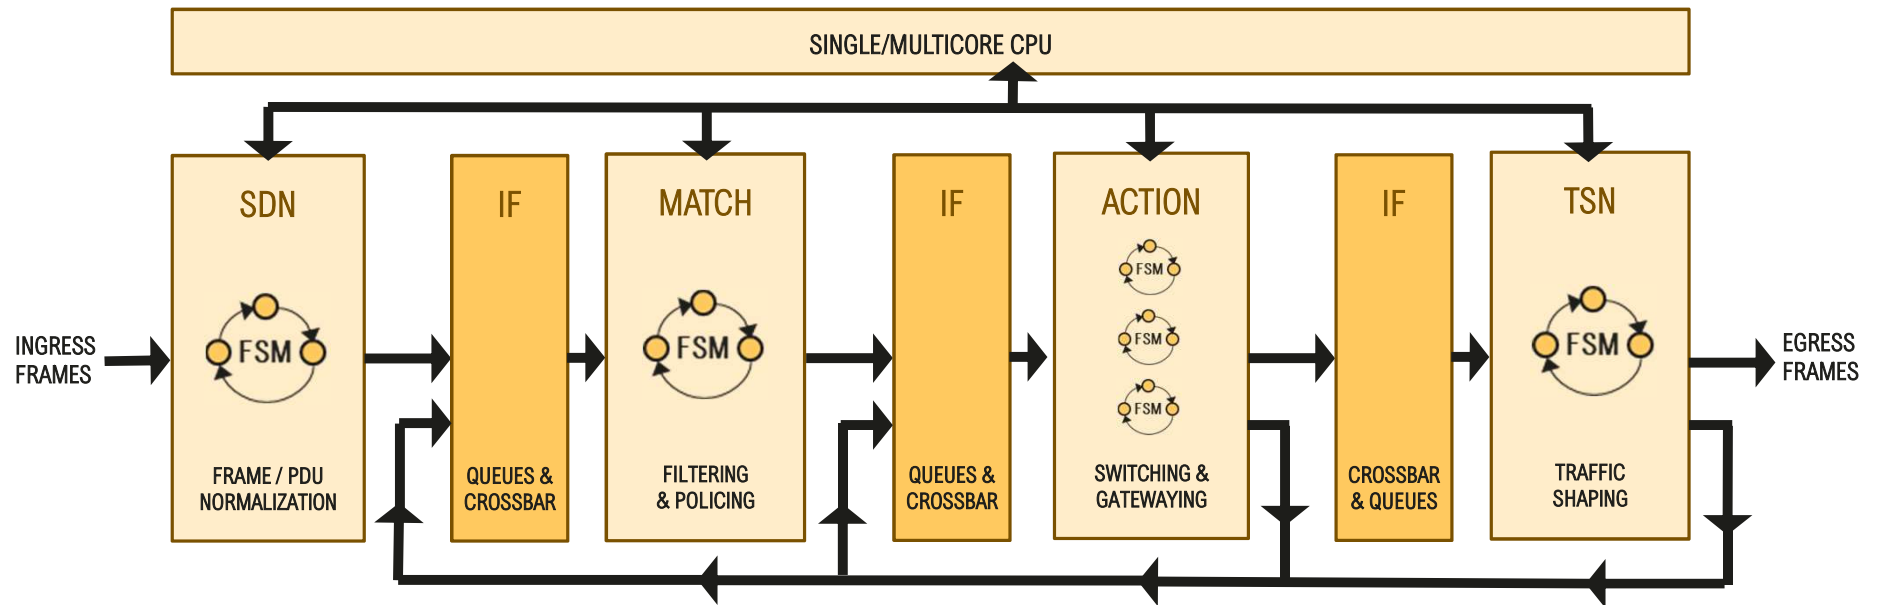 SINGLE/MULTICORE CPU
INGRESS
FRAMES
SDN
FSM
FRAME / PDU
NORMALIZATION
IF
QUEUES &
CROSSBAR
MATCH
FSM
FILTERING
& POLICING
IF
QUEUES &
CROSSBAR
ACTION
FSM
FSM
FSM
SWITCHING &
GATEWAYING
IF
CROSSBAR
& QUEUES
TSN
FSM
TRAFFIC
SHAPING
EGRESS
FRAMES